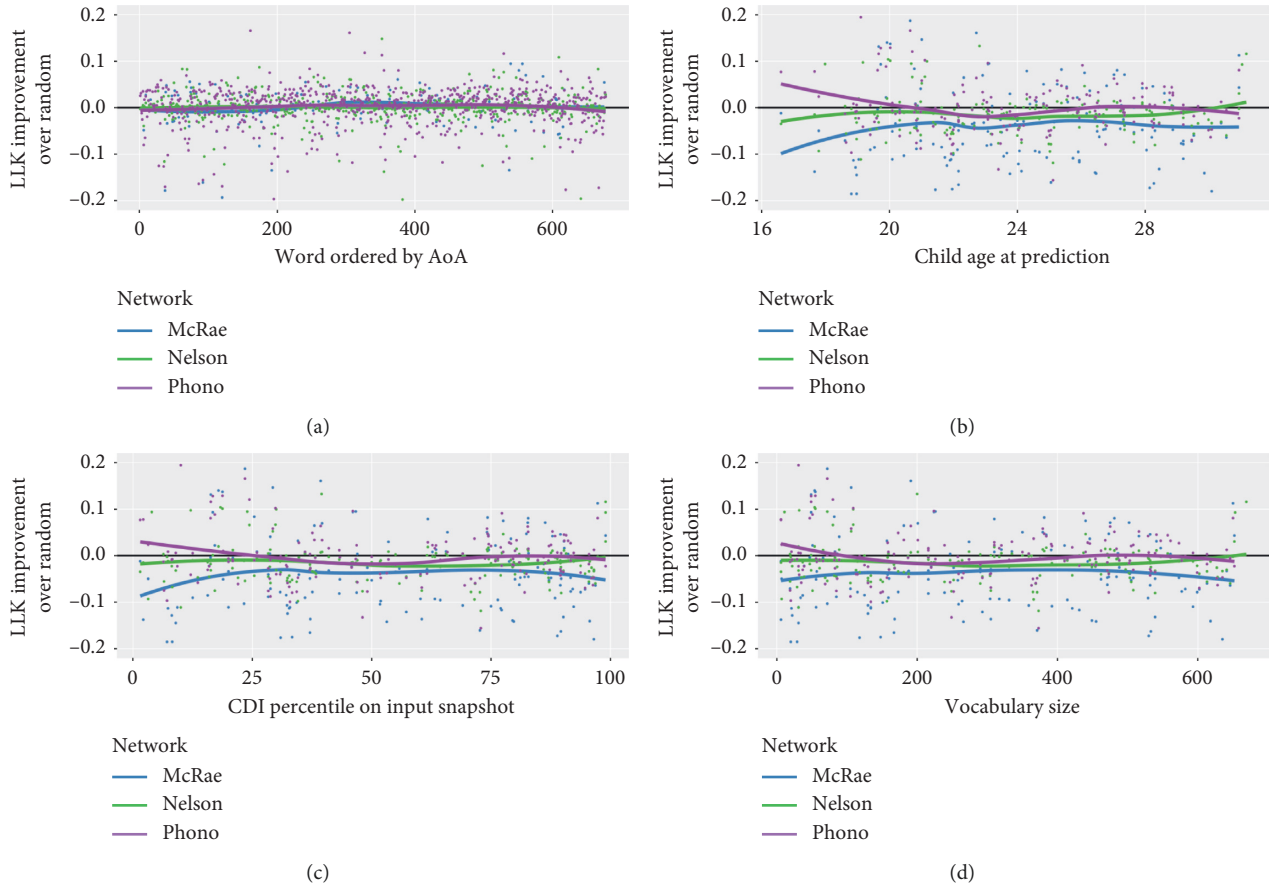 LLK improvement
over random
0.2
0.1
0.0
−0.1
−0.2
0
200
400
600
Word ordered by AoA
Network
McRae
Nelson
Phono
(a)
LLK improvement
over random
0.2
0.1
0.0
−0.1
−0.2
16
20
24
28
Child age at prediction
Network
McRae
Nelson
Phono
(b)
LLK improvement
over random
0.2
0.1
0.0
−0.1
−0.2
0
25
50
75
100
CDI percentile on input snapshot
Network
McRae
Nelson
Phono
(c)
LLK improvement
over random
0.2
0.1
0.0
−0.1
−0.2
0
200
400
600
Vocabulary size
Network
McRae
Nelson
Phono
(d)